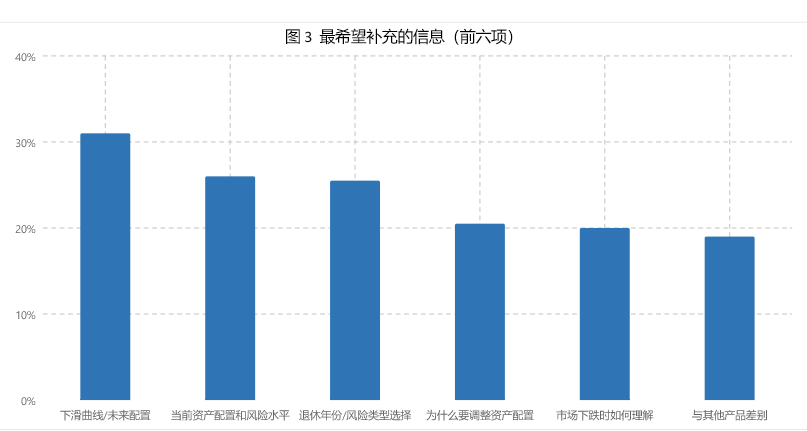 图 3 最希望补充的信息（前六项）
40%
30%
20%
10%
0%
下滑曲线/未来配置
当前资产配置和风险水平
退休年份/风险类型选择
为什么要调整资产配置
市场下跌时如何理解
与其他产品差别